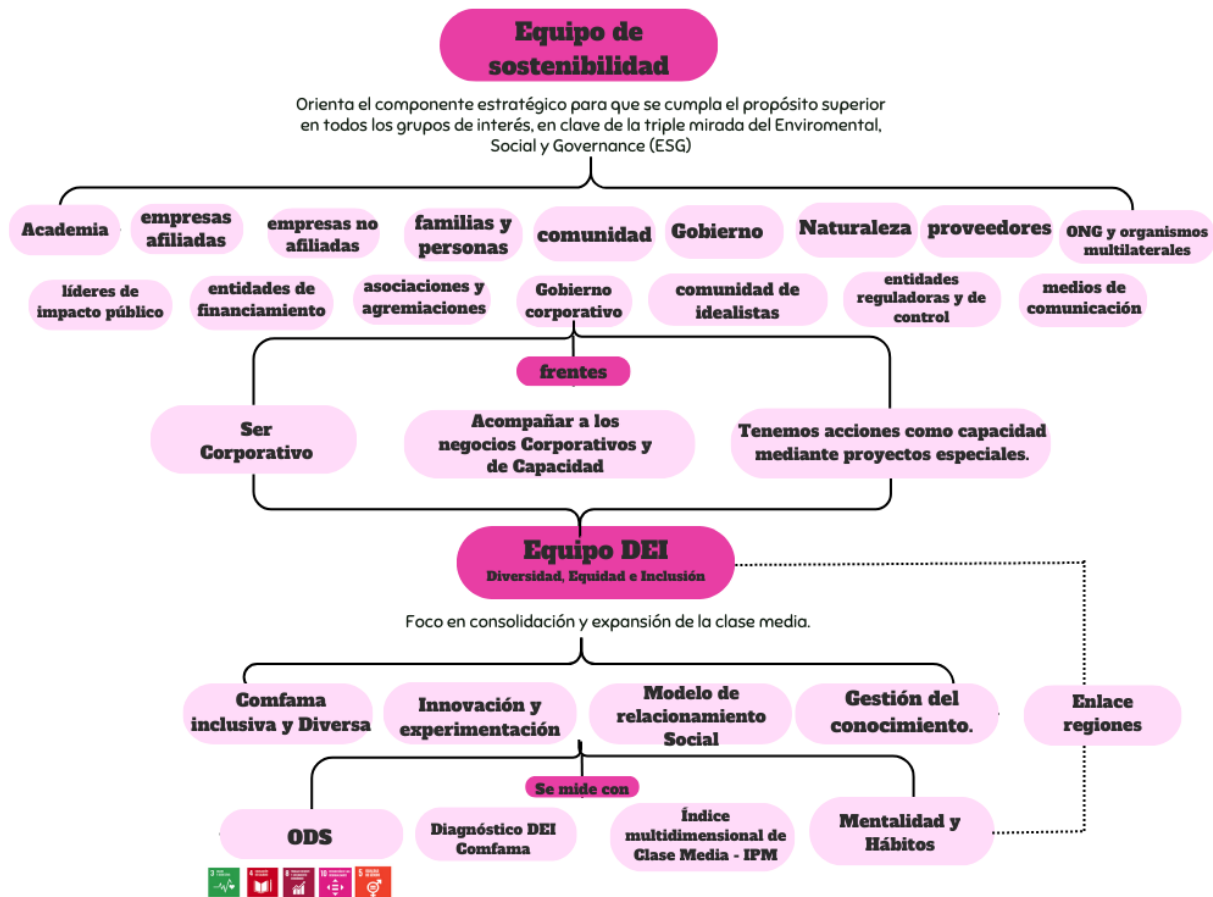 Equipo de
sostenibilidad
Orienta el componente estratégico para que se cumpla el propósito superior
en todos los grupos de interés, en clave de la triple mirada del Enviromental,
Social y Governance (ESG)
Academia
empresas
afiliadas
empresas no
afiliadas
familias y
personas
comunidad
Gobierno
Naturaleza
proveedores
ONG y organismos
multilaterales
líderes de
impacto público
entidades de
financiamiento
asociaciones y
agremiaciones
Gobierno
corporativo
comunidad de
idealistas
entidades
reguladoras y de
control
medios de
comunicación
frentes
Ser
Corporativo
Acompañar a los
negocios Corporativos y
de Capacidad
Tenemos acciones como capacidad
mediante proyectos especiales.
Equipo DEI
Diversidad, Equidad e Inclusión
Foco en consolidación y expansión de la clase media.
Comfama
inclusiva y Diversa
Innovación y
experimentación
Modelo de
relacionamiento
Social
Gestión del
conocimiento.
Enlace
regiones
Se mide con
ODS
Diagnóstico DEI
Comfama
Índice
multidimensional de
Clase Media - IPM
Mentalidad y
Hábitos
3
4
8
10
5